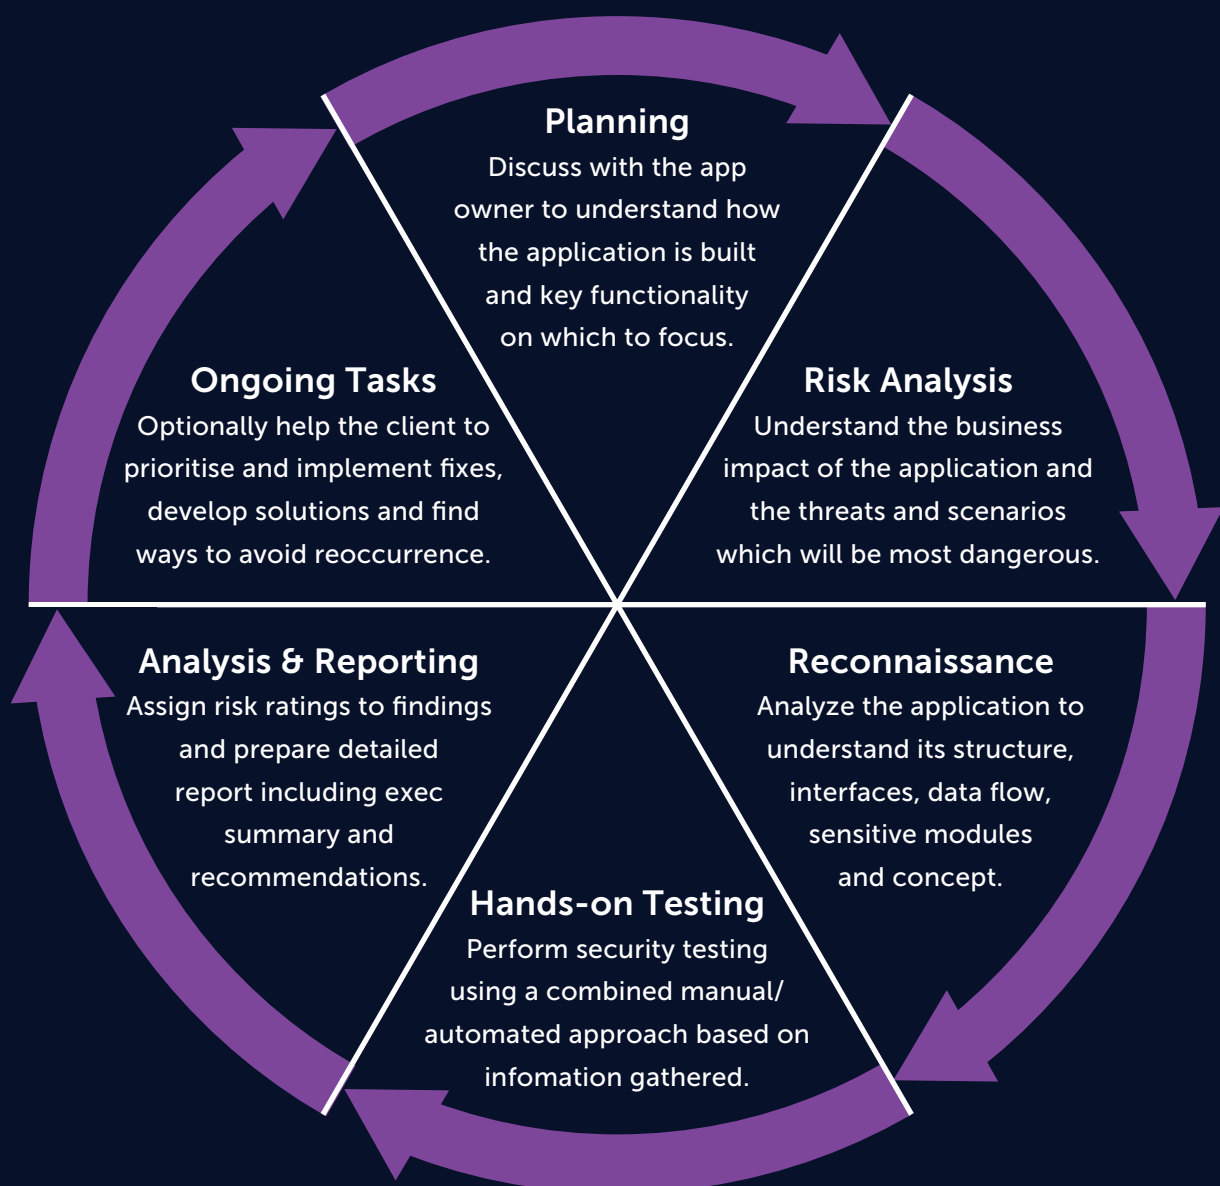 Planning
Discuss with the app
owner to understand how
the application is built
and key functionality
on which to focus.
Risk Analysis
Understand the business
impact of the application and
the threats and scenarios
which will be most dangerous.
Reconnaissance
Analyze the application to
understand its structure,
interfaces, data flow,
sensitive modules
and concept.
Hands-on Testing
Perform security testing
using a combined manual/
automated approach based on
infomation gathered.
Analysis & Reporting
Assign risk ratings to findings
and prepare detailed
report including exec
summary and
recommendations.
Ongoing Tasks
Optionally help the client to
prioritise and implement fixes,
develop solutions and find
ways to avoid reoccurrence.